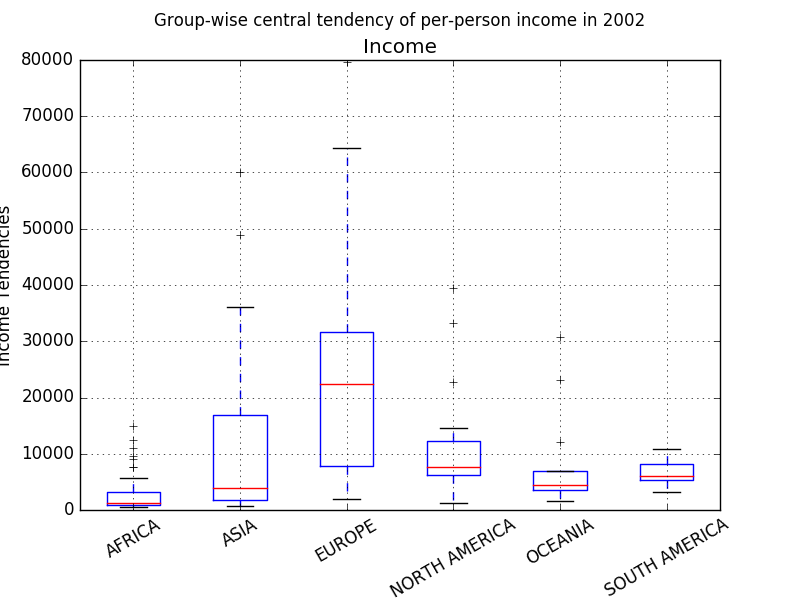 Group-wise central tendency of per-person income in 2002
Income
80000
70000
60000
50000
40000
30000
20000
10000
0
Income Tendencies
AFRICA
ASIA
EUROPE
NORTH AMERICA
OCEANIA
SOUTH AMERICA